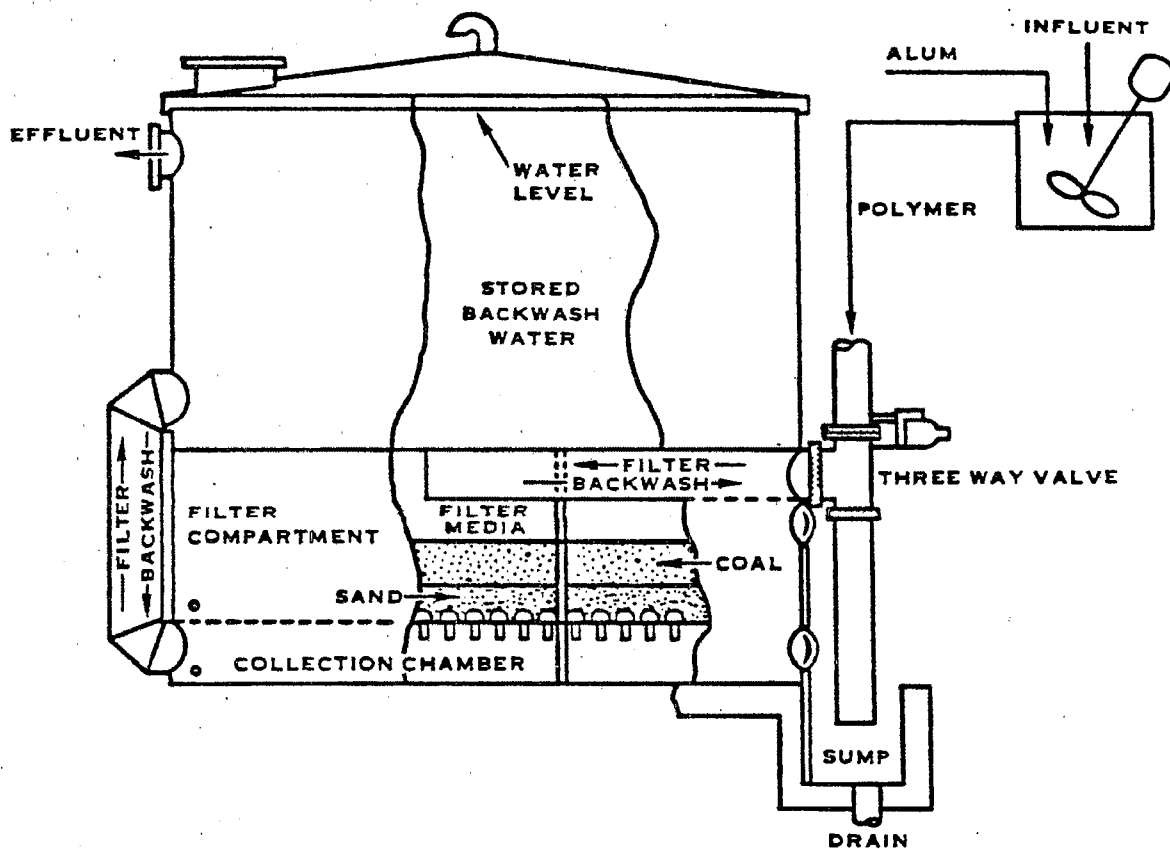 INFLUENT
ALUM
EFFLUENT
WATER
LEVEL
POLYMER
STORED
BACKWASH
WATER
FILTER
BACKWASH
FILTER
BACKWASH
THREE WAY VALVE
FILTER
COMPARTMENT
FILTER
MEDIA
COAL
SAND
COLLECTION CHAMBER
SUMP
DRAIN